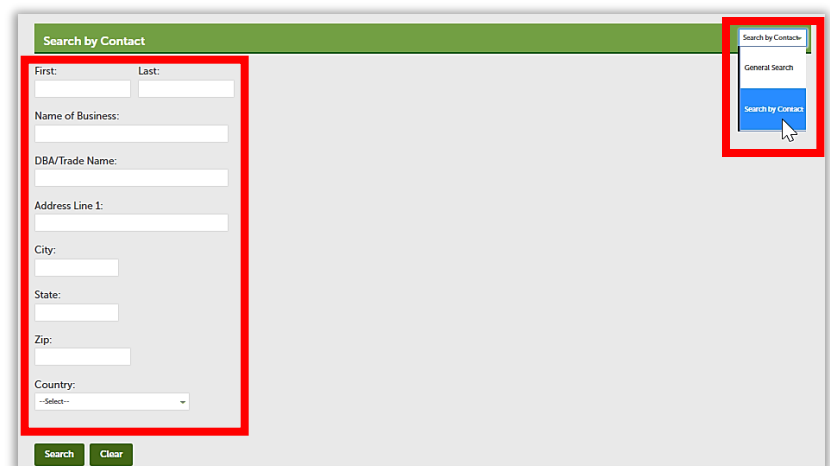 Search by Contact
Search by Contact
General Search
Search by Contact
First: Last:
Name of Business:
DBA/Trade Name:
Address Line 1:
City:
State:
Zip:
Country:
--Select--
Search Clear